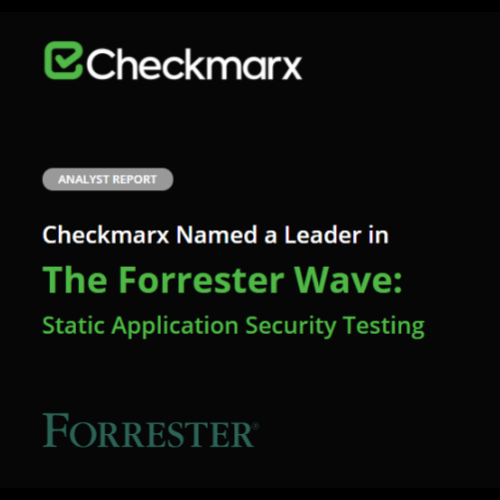 Checkmarx
ANALYST REPORT
Checkmarx Named a Leader in
The Forrester Wave:
Static Application Security Testing
FORRESTER®